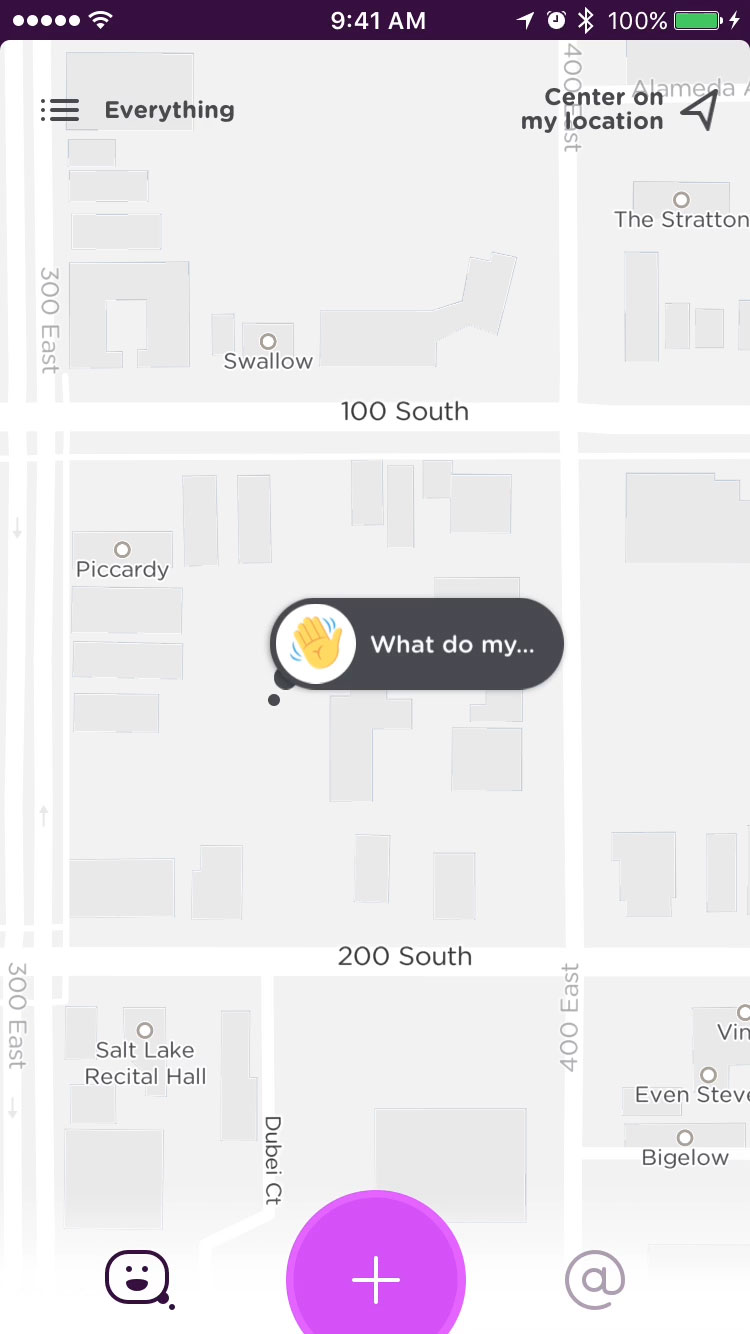 9:41 AM
100%
Everything
Center on
my location
400 East
Alameda A
The Stratton
300 East
Swallow
100 South
Piccardy
What do my...
200 South
300 East
400 East
Salt Lake
Recital Hall
Vin
Even Steve
Bigelow
Dubei Ct
@